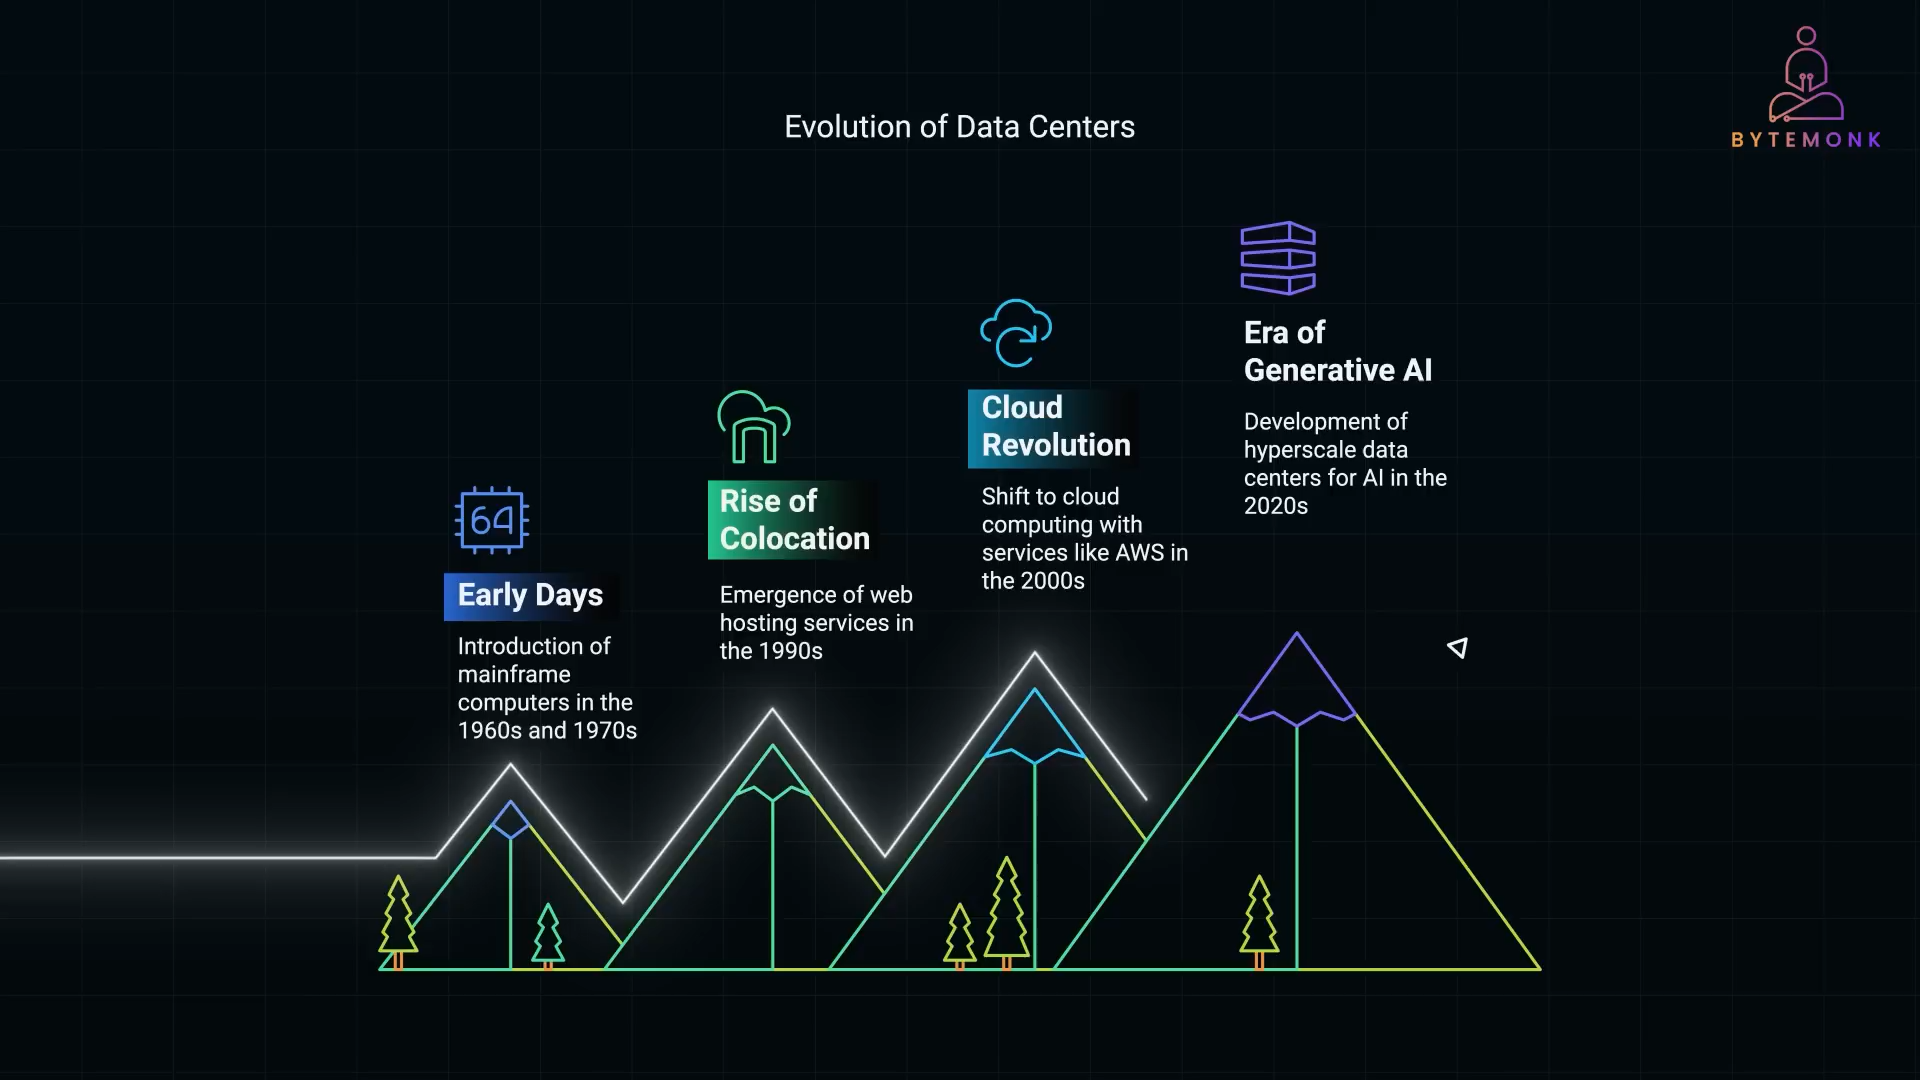 BYTEMONK
Evolution of Data Centers
64
Early Days
Introduction of
mainframe
computers in the
1960s and 1970s
Rise of
Colocation
Emergence of web
hosting services in
the 1990s
Cloud
Revolution
Shift to cloud
computing with
services like AWS in
the 2000s
Era of
Generative AI
Development of
hyperscale data
centers for AI in the
2020s